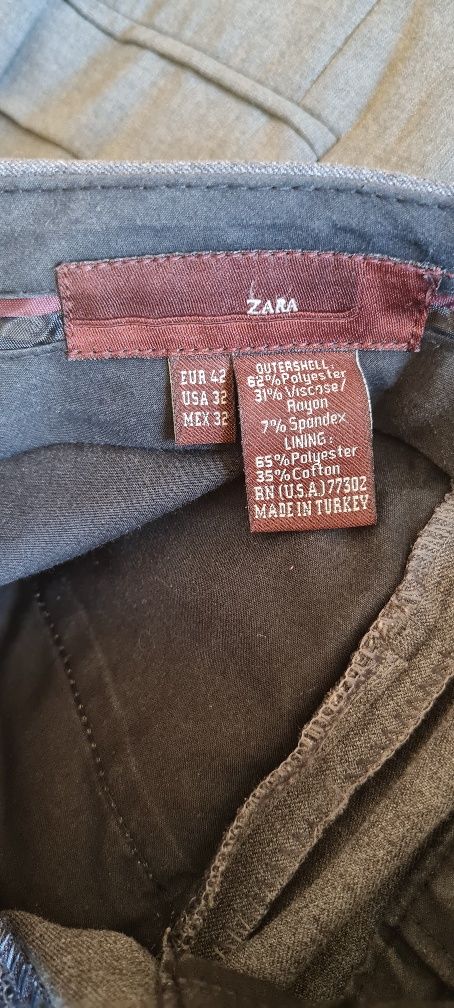 ZARA
EUR 42
USA 32
MEX 32
OUTERSHELL:
62%Polyester
31% Viscose/
Rayon
7% Spandex
LINING:
65%Polyester
35%Cotton
RN (U.S.A.) 77302
MADE IN TURKEY